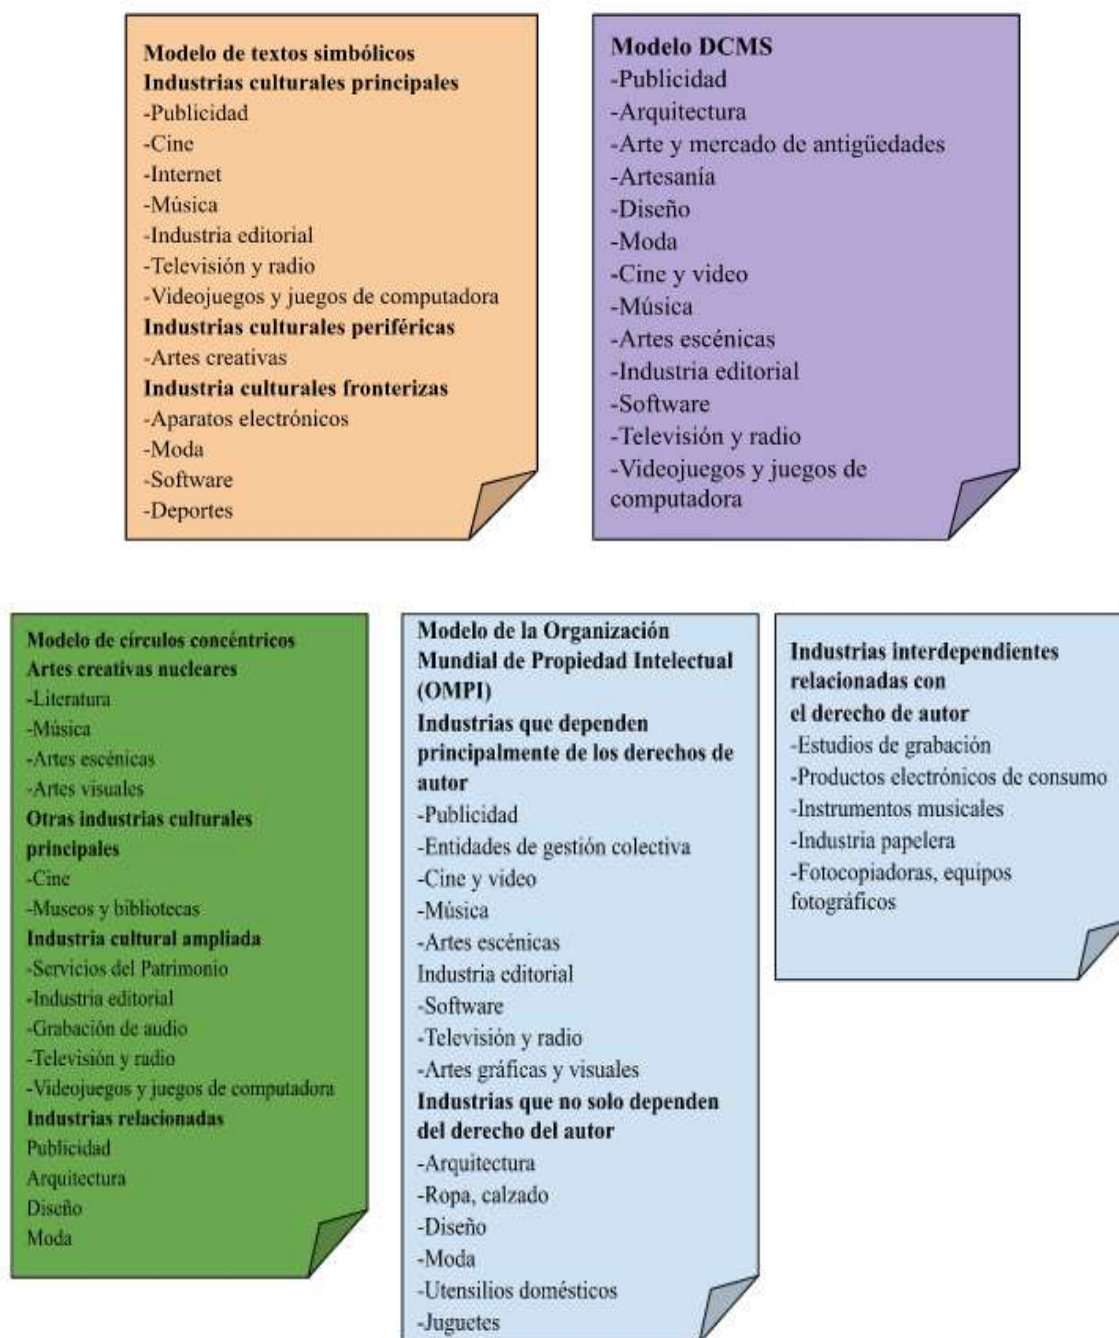 Modelo de textos simbólicos
Industrias culturales principales
-Publicidad
-Cine
-Internet
-Música
-Industria editorial
-Televisión y radio
-Videojuegos y juegos de computadora
Industrias culturales periféricas
-Artes creativas
Industria culturales fronterizas
-Aparatos electrónicos
-Moda
-Software
-Deportes
Modelo DCMS
-Publicidad
-Arquitectura
-Arte y mercado de antigüedades
-Artesanía
-Diseño
-Moda
-Cine y video
-Música
-Artes escénicas
-Industria editorial
-Software
-Televisión y radio
-Videojuegos y juegos de
computadora
Modelo de círculos concéntricos
Artes creativas nucleares
-Literatura
-Música
-Artes escénicas
-Artes visuales
Otras industrias culturales
principales
-Cine
-Museos y bibliotecas
Industria cultural ampliada
-Servicios del Patrimonio
-Industria editorial
-Grabación de audio
-Televisión y radio
-Videojuegos y juegos de computadora
Industrias relacionadas
Publicidad
Arquitectura
Diseño
Moda
Modelo de la Organización
Mundial de Propiedad Intelectual
(OMPI)
Industrias que dependen
principalmente de los derechos de
autor
-Publicidad
-Entidades de gestión colectiva
-Cine y video
-Música
-Artes escénicas
Industria editorial
-Software
-Televisión y radio
-Artes gráficas y visuales
Industrias que no solo dependen
del derecho del autor
-Arquitectura
-Ropa, calzado
-Diseño
-Moda
-Utensilios domésticos
-Juguetes
Industrias interdependientes
relacionadas con
el derecho de autor
-Estudios de grabación
-Productos electrónicos de consumo
-Instrumentos musicales
-Industria papelera
-Fotocopiadoras, equipos
fotográficos